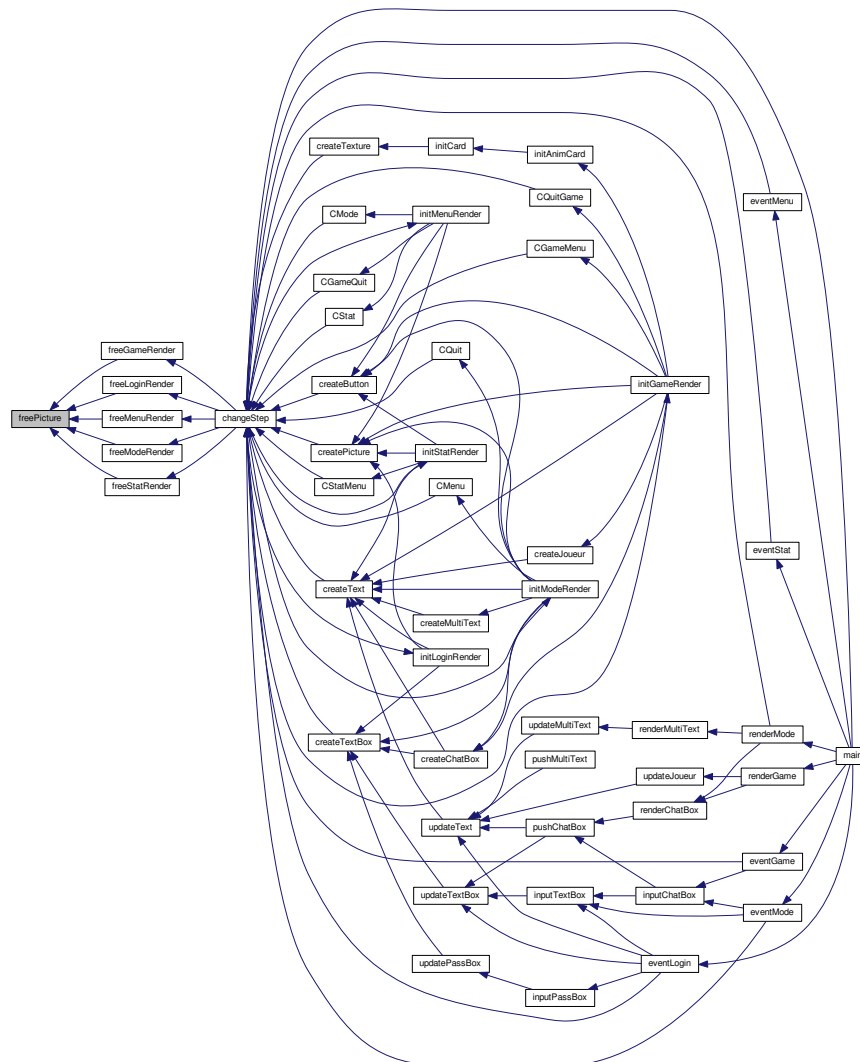 createTexture
initCard
initAnimCard
CQuitGame
eventMenu
CMode
initMenuRender
CGameMenu
CGameQuit
CStat
freeGameRender
CQuit
freeLoginRender
createButton
initGameRender
freePicture
freeMenuRender
changeStep
freeModeRender
createPicture
initStatRender
freeStatRender
CStatMenu
CMenu
createJoueur
eventStat
createText
initModeRender
createMultiText
initLoginRender
createTextBox
createChatBox
updateMultiText
renderMultiText
renderMode
pushMultiText
main
updateJoueur
renderGame
renderChatBox
updateText
pushChatBox
eventGame
updateTextBox
inputTextBox
inputChatBox
eventMode
updatePassBox
eventLogin
inputPassBox